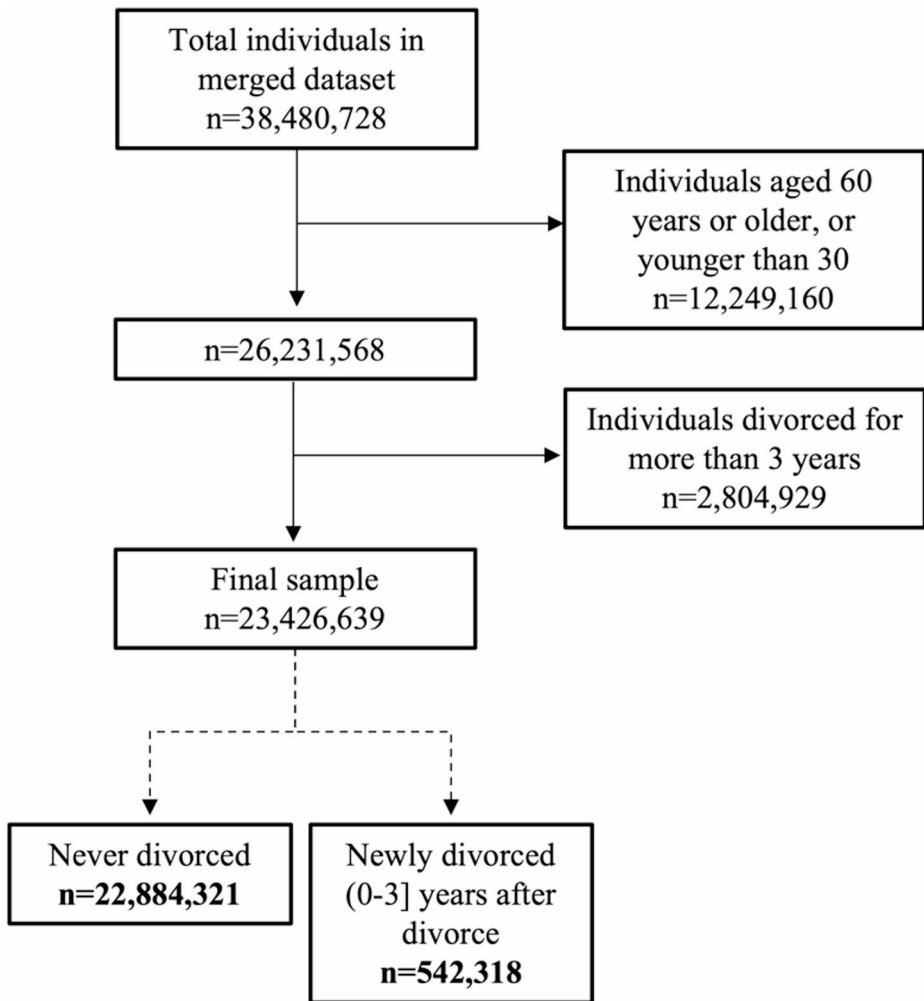 Total individuals in
merged dataset
n=38,480,728
Individuals aged 60
years or older, or
younger than 30
n=12,249,160
n=26,231,568
Individuals divorced for
more than 3 years
n=2,804,929
Final sample
n=23,426,639
Never divorced
n=22,884,321
Newly divorced
(0-3] years after
divorce
n=542,318